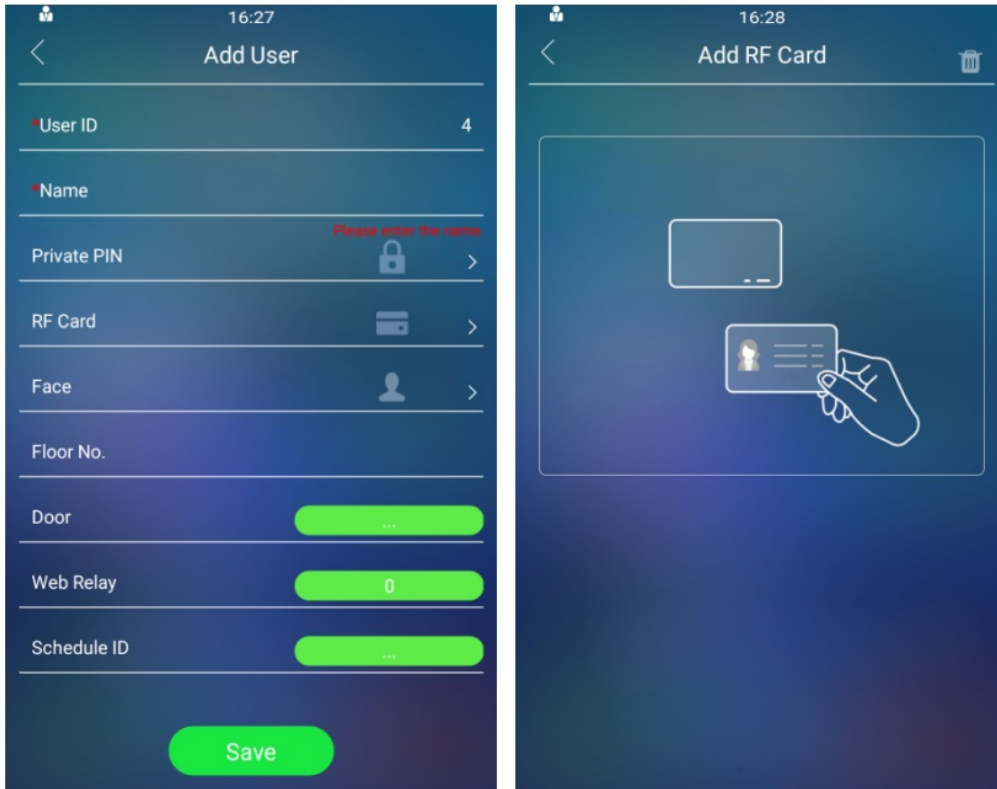 16:27
Add User
*User ID 4
*Name
Please enter the name
Private PIN
RF Card
Face
Floor No.
Door ...
Web Relay 0
Schedule ID ...
Save
16:28
Add RF Card